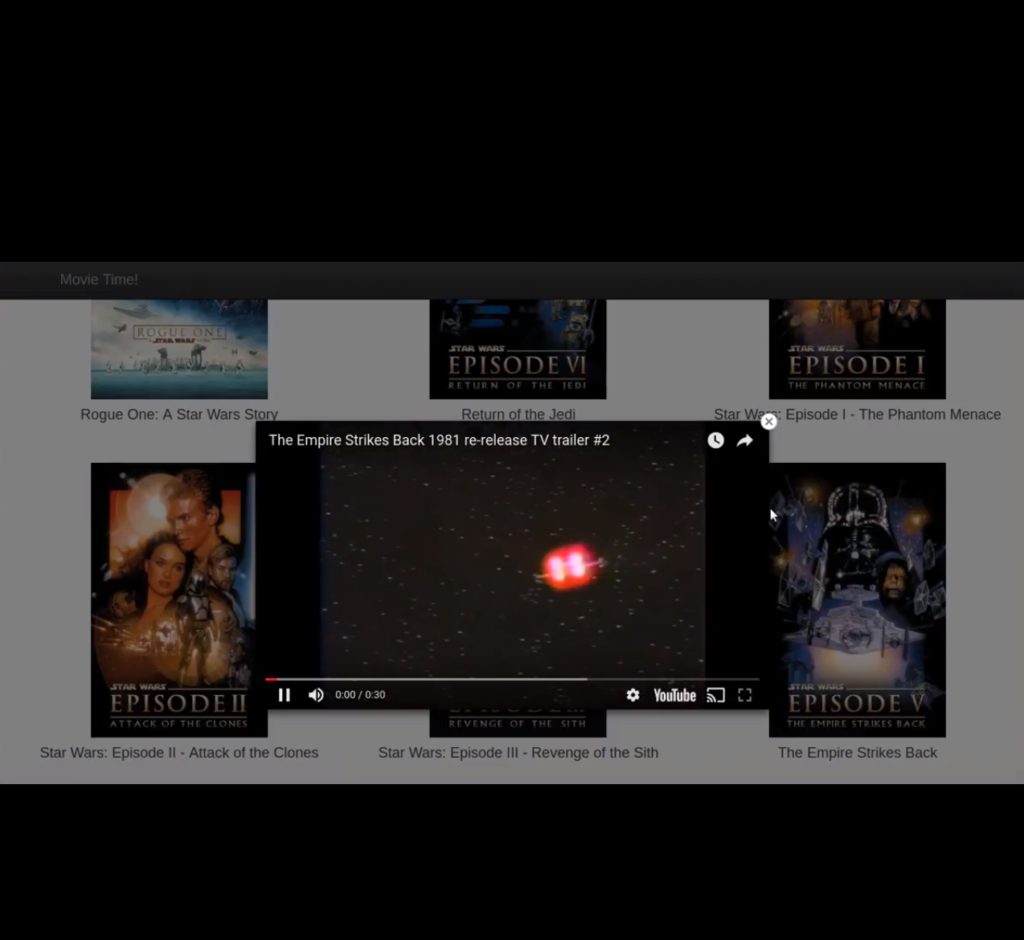 Movie Time!
ROGUE ONE
STAR WARS
STAR WARS
EPISODE VI
RETURN OF THE JEDI
STAR WARS
EPISODE I
THE PHANTOM MENACE
Rogue One: A Star Wars Story
Return of the Jedi
Star Wars: Episode I - The Phantom Menace
The Empire Strikes Back 1981 re-release TV trailer #2
0:00 / 0:30
YouTube
STAR WARS
EPISODE II
ATTACK OF THE CLONES
REVENGE OF THE SITH
STAR WARS
EPISODE V
THE EMPIRE STRIKES BACK
Star Wars: Episode II - Attack of the Clones
Star Wars: Episode III - Revenge of the Sith
The Empire Strikes Back